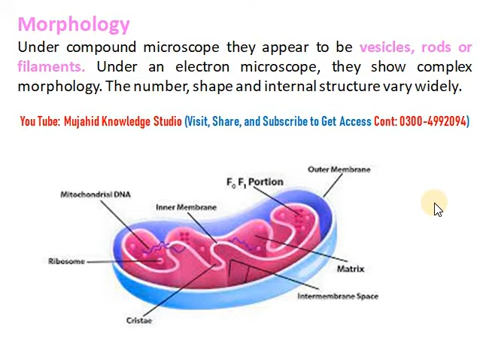 Morphology
Under compound microscope they appear to be vesicles, rods or
filaments. Under an electron microscope, they show complex
morphology. The number, shape and internal structure vary widely.
You Tube: Mujahid Knowledge Studio (Visit, Share, and Subscribe to Get Access Cont: 0300-4992094)
Outer Membrane
F₀ F₁ Portion
Mitochondrial DNA
Inner Membrane
Ribosome
Matrix
Intermembrane Space
Cristae